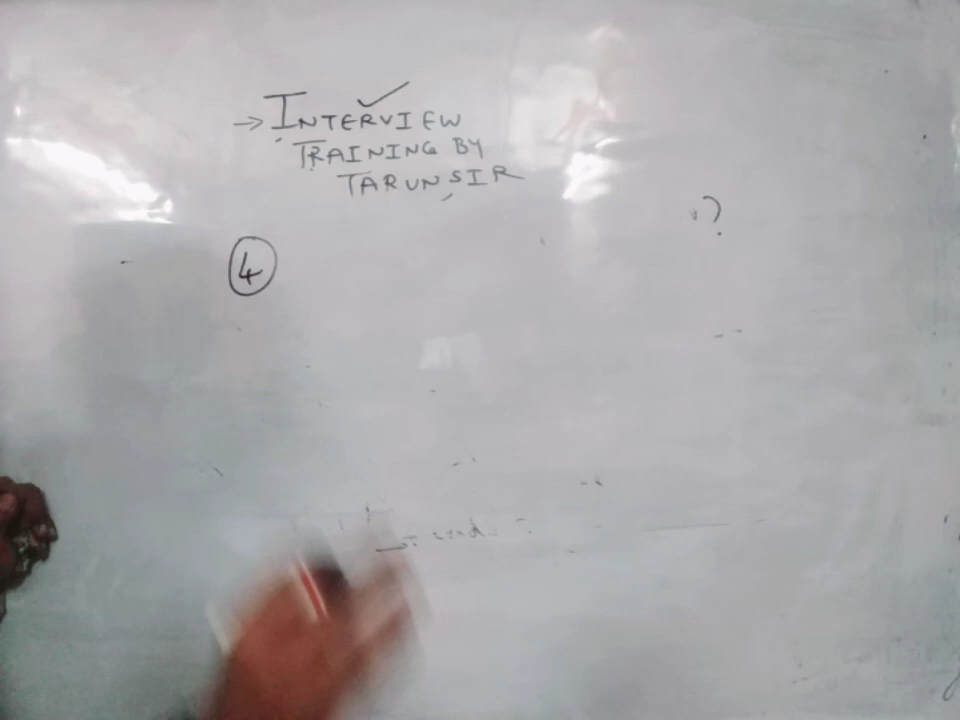 → INTERVIEW
TRAINING BY
TARUN SIR
?
4